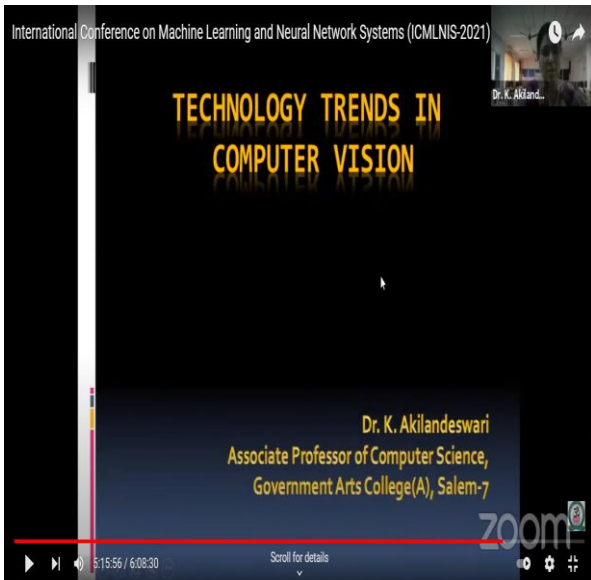 International Conference on Machine Learning and Neural Network Systems (ICMLNIS-2021)
Dr. K. Akiland...
TECHNOLOGY TRENDS IN
COMPUTER VISION
Dr. K. Akilandeswari
Associate Professor of Computer Science,
Government Arts College(A), Salem-7
zoom
5:15:56 / 6:08:30
Scroll for details